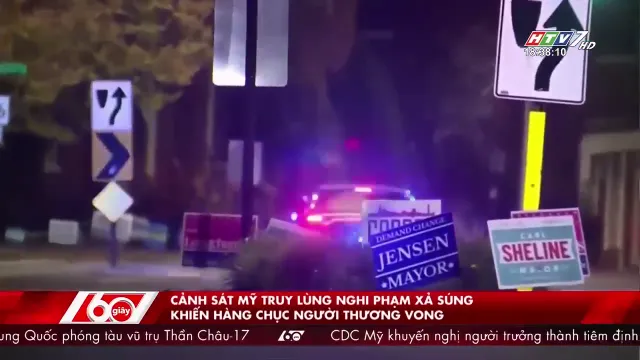 HTV7 HD
18:38:10
DEMAND CHANGE
JENSEN
MAYOR
CARL
SHELINE
MAYOR
60 giây
CẢNH SÁT MỸ TRUY LÙNG NGHI PHẠM XẢ SÚNG
KHIẾN HÀNG CHỤC NGƯỜI THƯƠNG VONG
ung Quốc phóng tàu vũ trụ Thần Châu-17 60 CDC Mỹ khuyến nghị người trưởng thành tiêm định